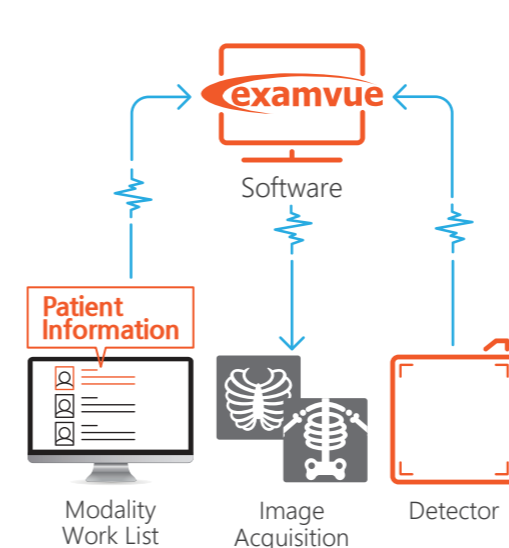 examvue
Software
Patient
Information
Modality
Work List
Image
Acquisition
Detector